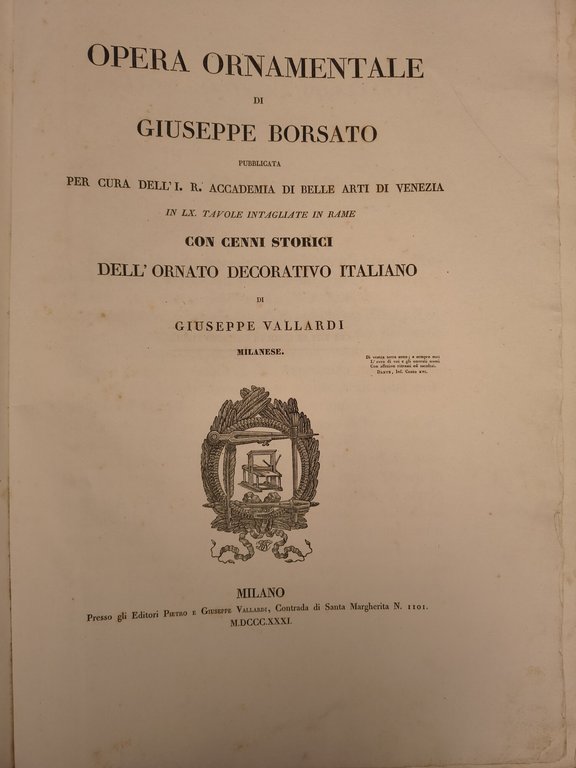 OPERA ORNAMENTALE
DI
GIUSEPPE BORSATO
PUBBLICATA
PER CURA DELL'I. R. ACCADEMIA DI BELLE ARTI DI VENEZIA
IN LX. TAVOLE INTAGLIATE IN RAME
CON CENNI STORICI
DELL'ORNATO DECORATIVO ITALIANO
DI
GIUSEPPE VALLARDI
MILANESE.
Di vostra terra sono; e sempre mai
L'ovra di voi e gli onorati nomi
Con affezion ritrassi ed ascoltai.
DANTE, Inf. Canto XVI.
MILANO
Presso gli Editori PIETRO E GIUSEPPE VALLARDI, Contrada di Santa Margherita N. 1101.
M.DCCC.XXXI.